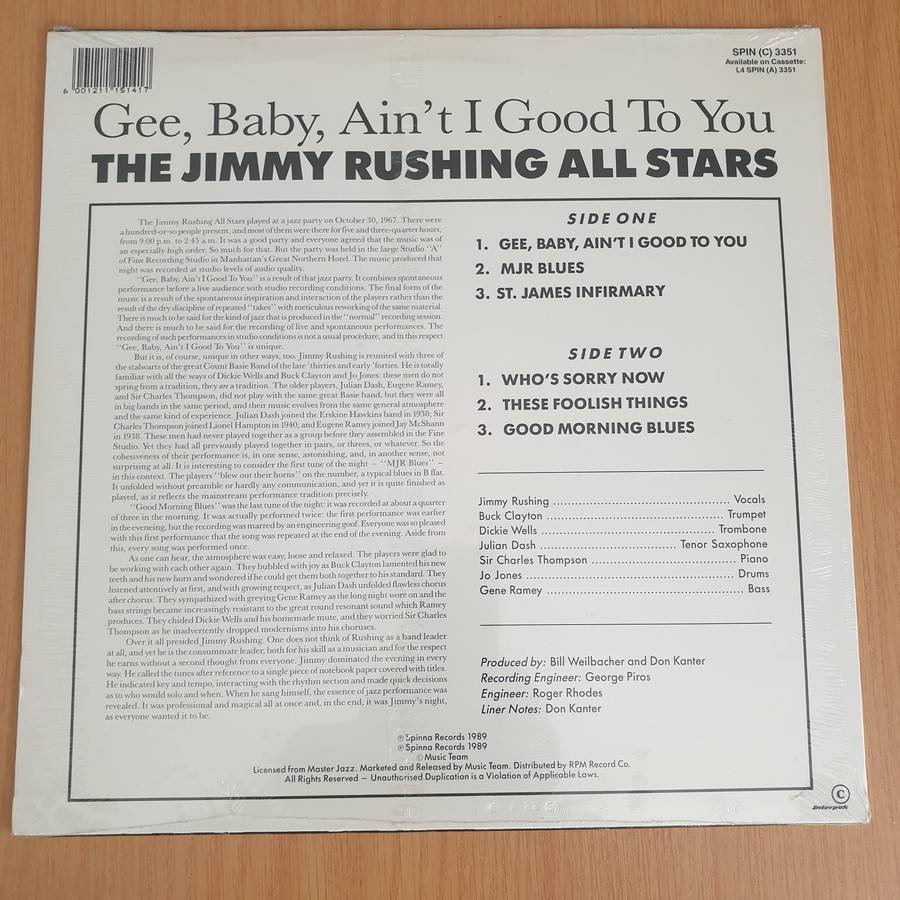 6 001211 151417
SPIN (C) 3351
Available on Cassette:
L4 SPIN (A) 3351
Gee, Baby, Ain't I Good To You
THE JIMMY RUSHING ALL STARS
The Jimmy Rushing All Stars played at a jazz party on October 30, 1967. There were
a hundred-or-so people present, and most of them were there for five and three-quarter hours,
from 9:00 p.m. to 2:45 a.m. It was a good party and everyone agreed that the music was of
an especially high order. So much for that. But the party was held in the large Studio "A"
of Fine Recording Studio in Manhattan's Great Northern Hotel. The music produced that
night was recorded at studio levels of audio quality.
"Gee, Baby, Ain't I Good To You" is a result of that jazz party. It combines spontaneous
performance before a live audience with studio recording conditions. The final form of the
music is a result of the spontaneous inspiration and interaction of the players rather than the
result of the dry discipline of repeated "takes" with meticulous reworking of the same material.
There is much to be said for the kind of jazz that is produced in the "normal" recording session.
And there is much to be said for the recording of live and spontaneous performances. The
recording of such performances in studio conditions is not a usual procedure, and in this respect
"Gee, Baby, Ain't I Good To You" is unique.
But it is, of course, unique in other ways, too. Jimmy Rushing is reunited with three of
the stalwarts of the great Count Basie Band of the late 'thirties and early 'forties. He is totally
familiar with all the ways of Dickie Wells and Buck Clayton and Jo Jones: these men do not
spring from a tradition, they are a tradition. The older players, Julian Dash, Eugene Ramey,
and Sir Charles Thompson, did not play with the same great Basie band, but they were all
in big bands in the same period, and their music evolves from the same general atmosphere
and the same kind of experience. Julian Dash joined the Erskine Hawkins band in 1938; Sir
Charles Thompson joined Lionel Hampton in 1940; and Eugene Ramey joined Jay McShann
in 1938. These men had never played together as a group before they assembled in the Fine
Studio. Yet they had all previously played together in pairs, or threes, or whatever. So the
cohesiveness of their performance is, in one sense, astonishing, and, in another sense, not
surprising at all. It is interesting to consider the first tune of the night – "MJR Blues" –
in this context. The players "blew out their horns" on the number, a typical blues in B flat.
It unfolded without preamble or hardly any communication, and yet it is quite finished as
played, as it reflects the mainstream performance tradition precisely.
"Good Morning Blues" was the last tune of the night: it was recorded at about a quarter
of three in the morning. It was actually performed twice: the first performance was earlier
in the eveneing, but the recording was marred by an engineering goof. Everyone was so pleased
with this first performance that the song was repeated at the end of the evening. Aside from
this, every song was performed once.
As one can hear, the atmosphere was easy, loose and relaxed. The players were glad to
be working with each other again. They bubbled with joy as Buck Clayton lamented his new
teeth and his new horn and wondered if he could get them both together to his standard. They
listened attentively at first, and with growing respect, as Julian Dash unfolded flawless chorus
after chorus. They sympathized with greying Gene Ramey as the long night wore on and the
bass strings became increasingly resistant to the great round resonant sound which Ramey
produces. They chided Dickie Wells and his homemade mute, and they worried Sir Charles
Thompson as he inadvertently dropped modernisms into his choruses.
Over it all presided Jimmy Rushing. One does not think of Rushing as a band leader
at all, and yet he is the consummate leader, both for his skill as a musician and for the respect
he earns without a second thought from everyone. Jimmy dominated the evening in every
way. He called the tunes after reference to a single piece of notebook paper covered with titles.
He indicated key and tempo, interacting with the rhythm section and made quick decisions
as to who would solo and when. When he sang himself, the essence of jazz performance was
revealed. It was professional and magical all at once and, in the end, it was Jimmy's night,
as everyone wanted it to be.
SIDE ONE
1. GEE, BABY, AIN'T I GOOD TO YOU
2. MJR BLUES
3. ST. JAMES INFIRMARY
SIDE TWO
1. WHO'S SORRY NOW
2. THESE FOOLISH THINGS
3. GOOD MORNING BLUES
Jimmy Rushing ........ Vocals
Buck Clayton ........ Trumpet
Dickie Wells ........ Trombone
Julian Dash ........ Tenor Saxophone
Sir Charles Thompson ........ Piano
Jo Jones ........ Drums
Gene Ramey ........ Bass
Produced by: Bill Weilbacher and Don Kanter
Recording Engineer: George Piros
Engineer: Roger Rhodes
Liner Notes: Don Kanter
℗ Spinna Records 1989
℗ Spinna Records 1989
© Music Team
Licensed from Master Jazz. Marketed and Released by Music Team. Distributed by RPM Record Co.
All Rights Reserved – Unauthorised Duplication is a Violation of Applicable Laws.
C
Interpak